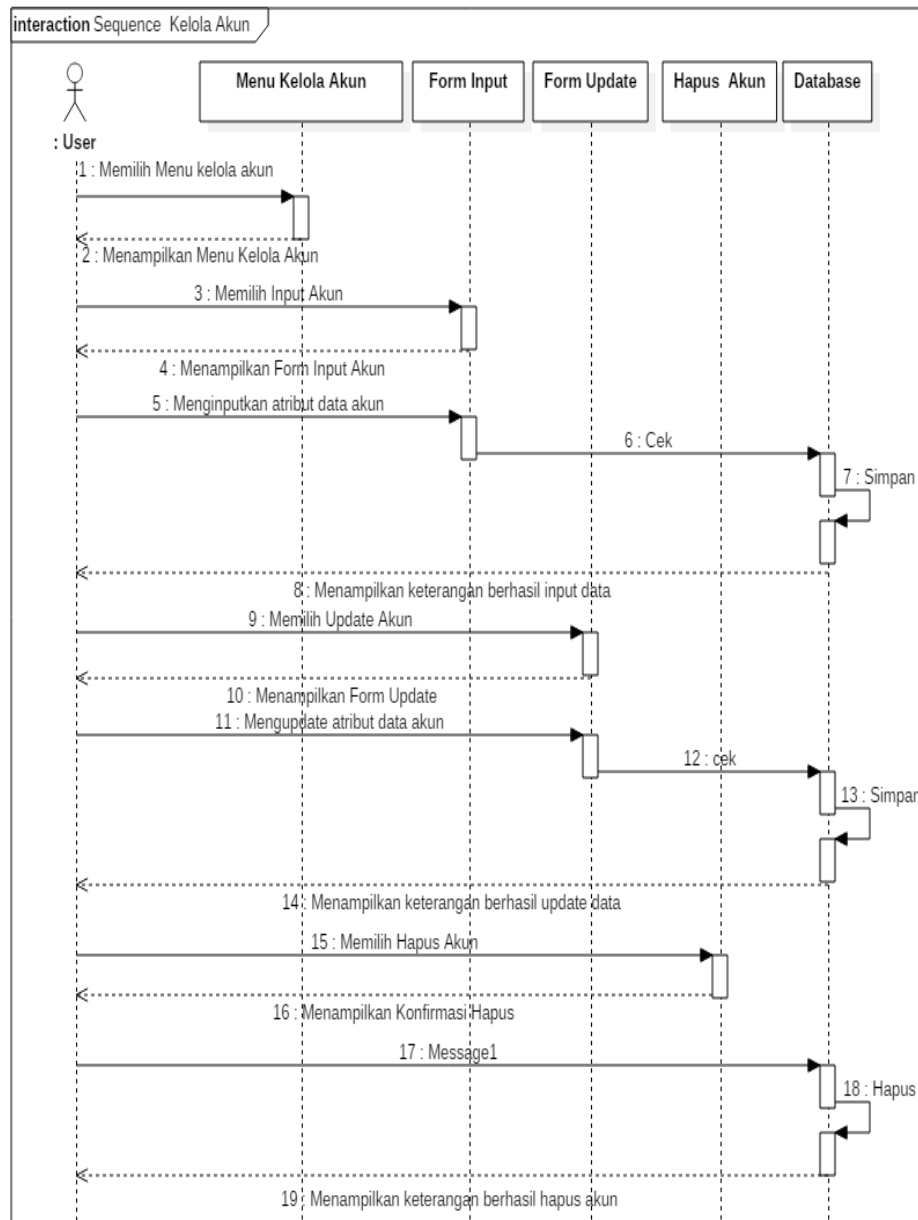 interaction Sequence Kelola Akun
Menu Kelola Akun
Form Input
Form Update
Hapus Akun
Database
: User
1 : Memilih Menu kelola akun
2 : Menampilkan Menu Kelola Akun
3 : Memilih Input Akun
4 : Menampilkan Form Input Akun
5 : Menginputkan atribut data akun
6 : Cek
7 : Simpan
8 : Menampilkan keterangan berhasil input data
9 : Memilih Update Akun
10 : Menampilkan Form Update
11 : Mengupdate atribut data akun
12 : cek
13 : Simpan
14 : Menampilkan keterangan berhasil update data
15 : Memilih Hapus Akun
16 : Menampilkan Konfirmasi Hapus
17 : Message1
18 : Hapus
19 : Menampilkan keterangan berhasil hapus akun